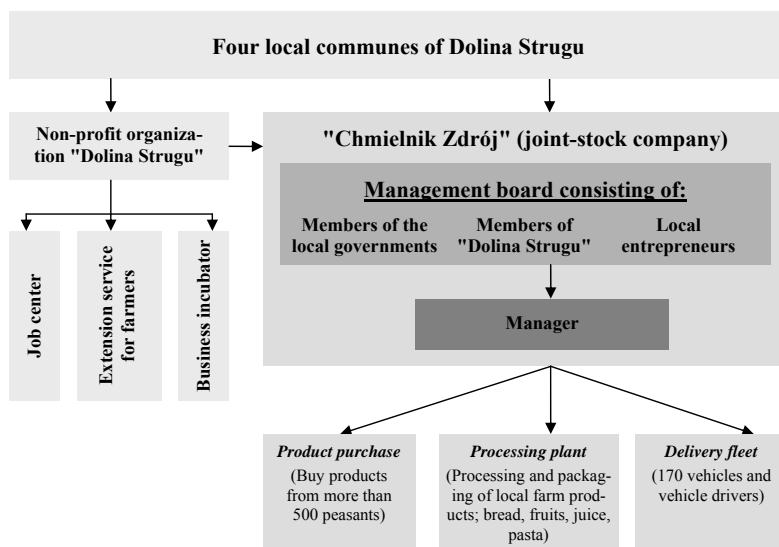 Four local communes of Dolina Strugu
Non-profit organiza-
tion "Dolina Strugu"
"Chmielnik Zdrój" (joint-stock company)
Management board consisting of:
Members of the
local governments
Members of
"Dolina Strugu"
Local
entrepreneurs
Manager
Job center
Extension service
for farmers
Business incubator
Product purchase
(Buy products
from more than
500 peasants)
Processing plant
(Processing and packag-
ing of local farm prod-
ucts; bread, fruits, juice,
pasta)
Delivery fleet
(170 vehicles and
vehicle drivers)